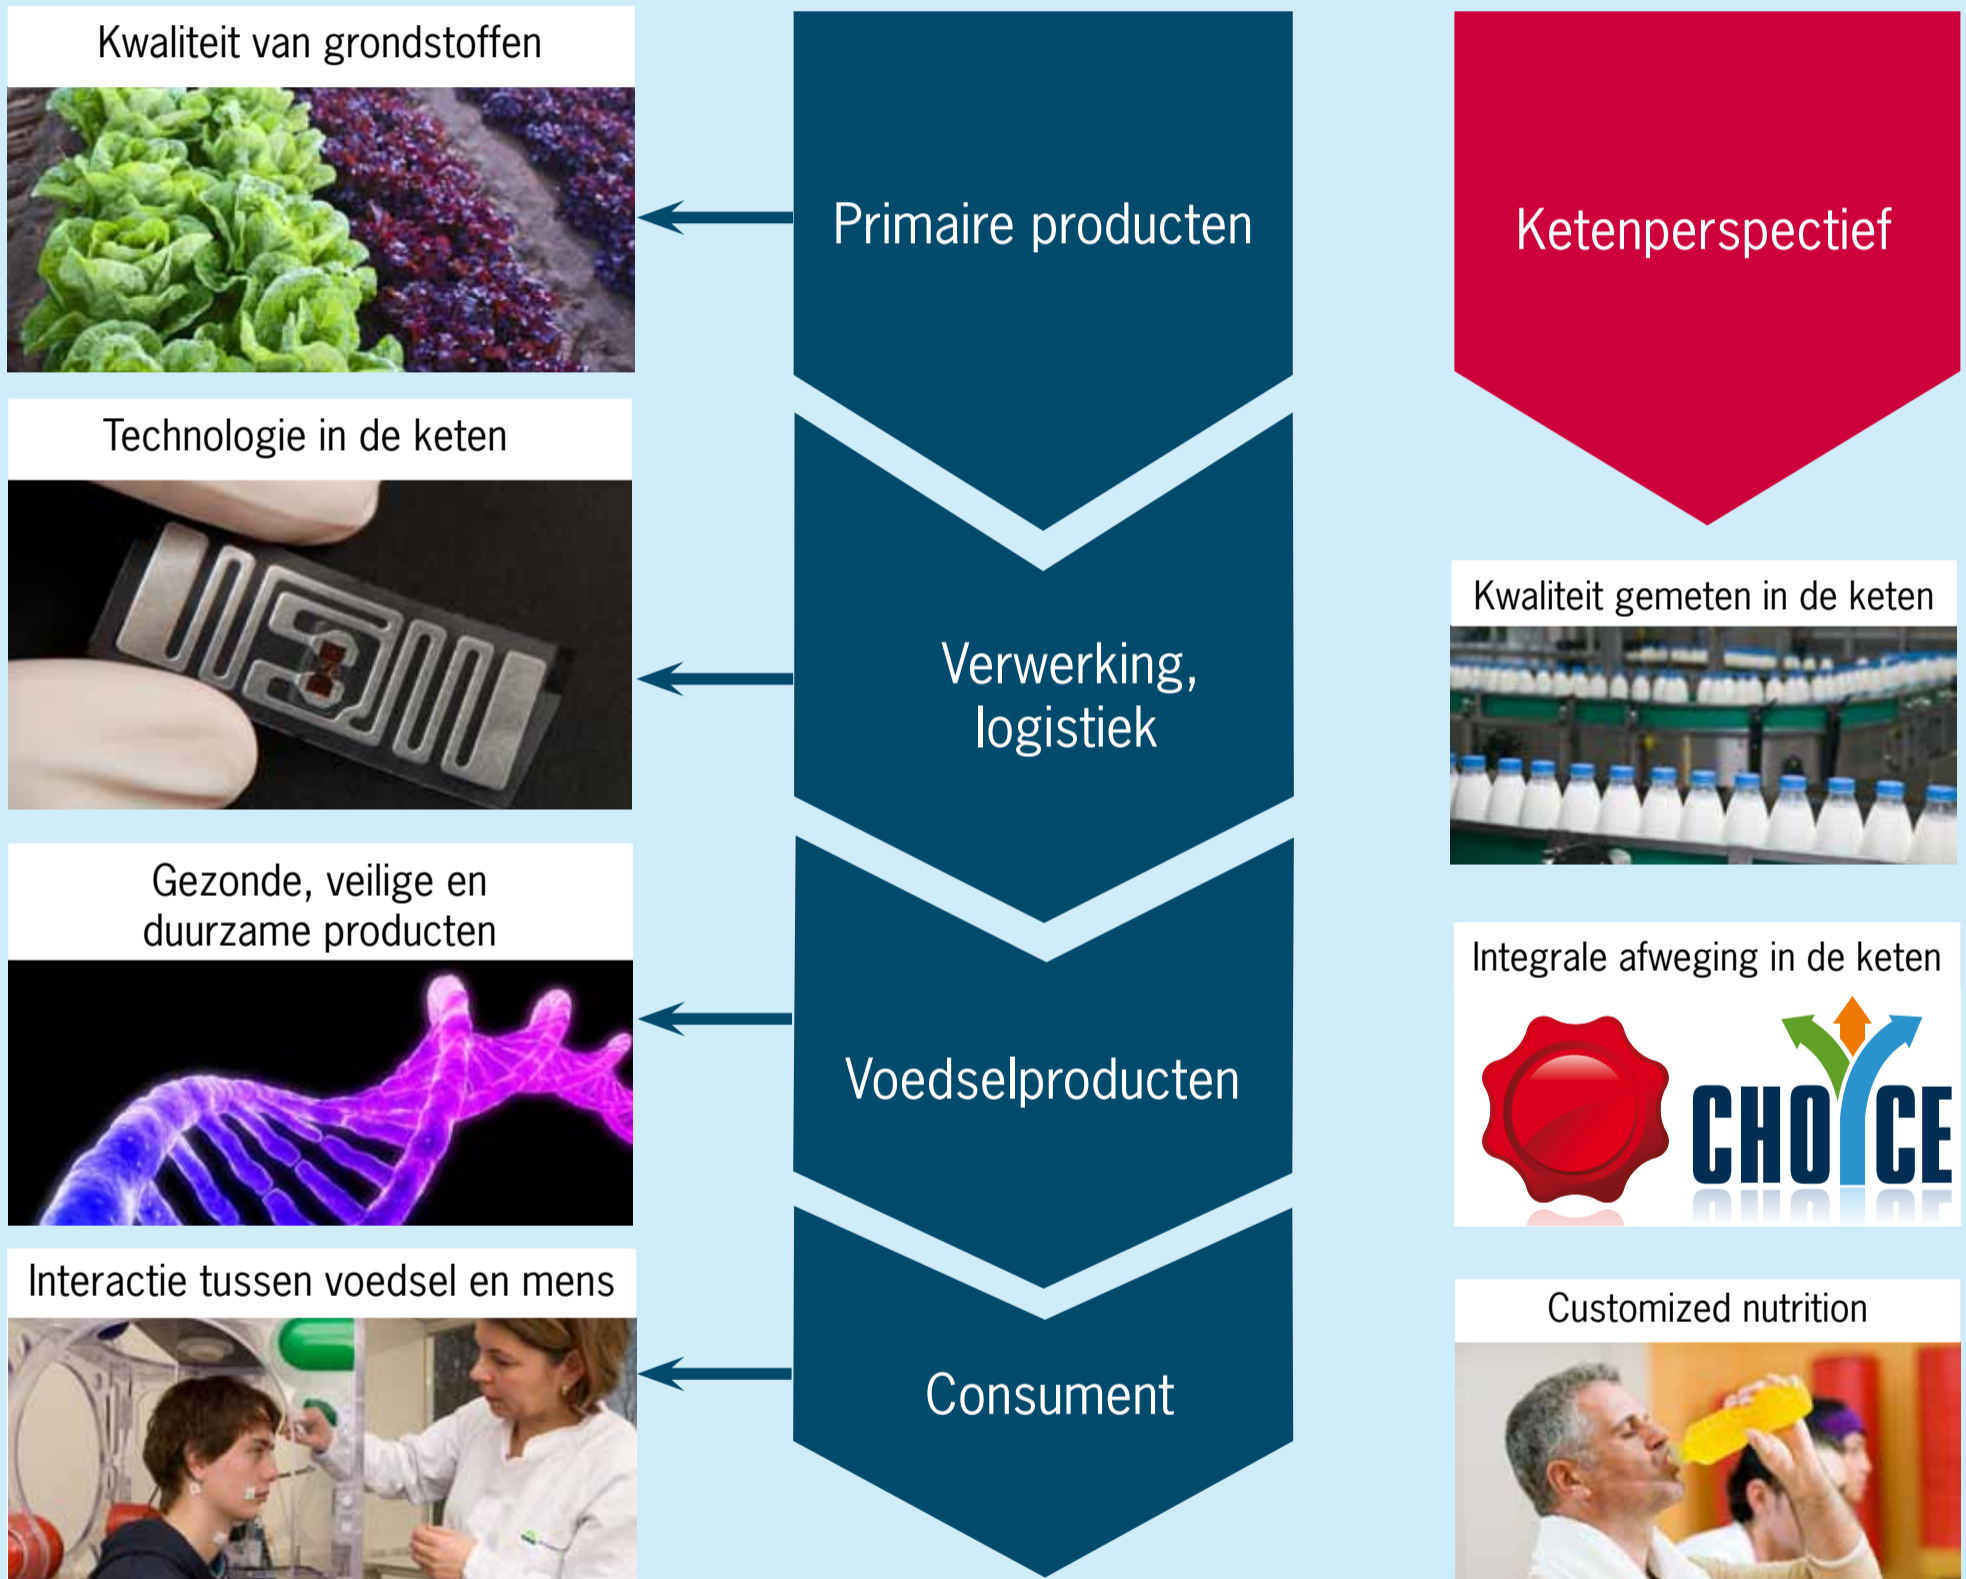 Kwaliteit van grondstoffen
Technologie in de keten
Gezonde, veilige en
duurzame producten
Interactie tussen voedsel en mens
Primaire producten
Verwerking,
logistiek
Voedselproducten
Consument
Ketenperspectief
Kwaliteit gemeten in de keten
Integrale afweging in de keten
CHOYCE
Customized nutrition